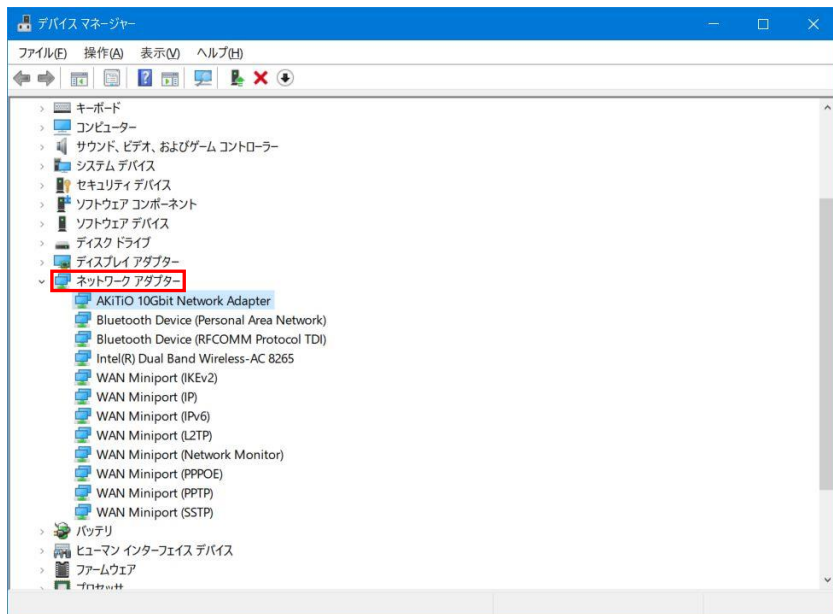 デバイス マネージャー
ファイル(F) 操作(A) 表示(V) ヘルプ(H)
キーボード
コンピューター
サウンド、ビデオ、およびゲーム コントローラー
システム デバイス
セキュリティ デバイス
ソフトウェア コンポーネント
ソフトウェア デバイス
ディスク ドライブ
ディスプレイ アダプター
ネットワーク アダプター
AKiTiO 10Gbit Network Adapter
Bluetooth Device (Personal Area Network)
Bluetooth Device (RFCOMM Protocol TDI)
Intel(R) Dual Band Wireless-AC 8265
WAN Miniport (IKEv2)
WAN Miniport (IP)
WAN Miniport (IPv6)
WAN Miniport (L2TP)
WAN Miniport (Network Monitor)
WAN Miniport (PPPOE)
WAN Miniport (PPTP)
WAN Miniport (SSTP)
バッテリ
ヒューマン インターフェイス デバイス
ファームウェア
プロセッサ